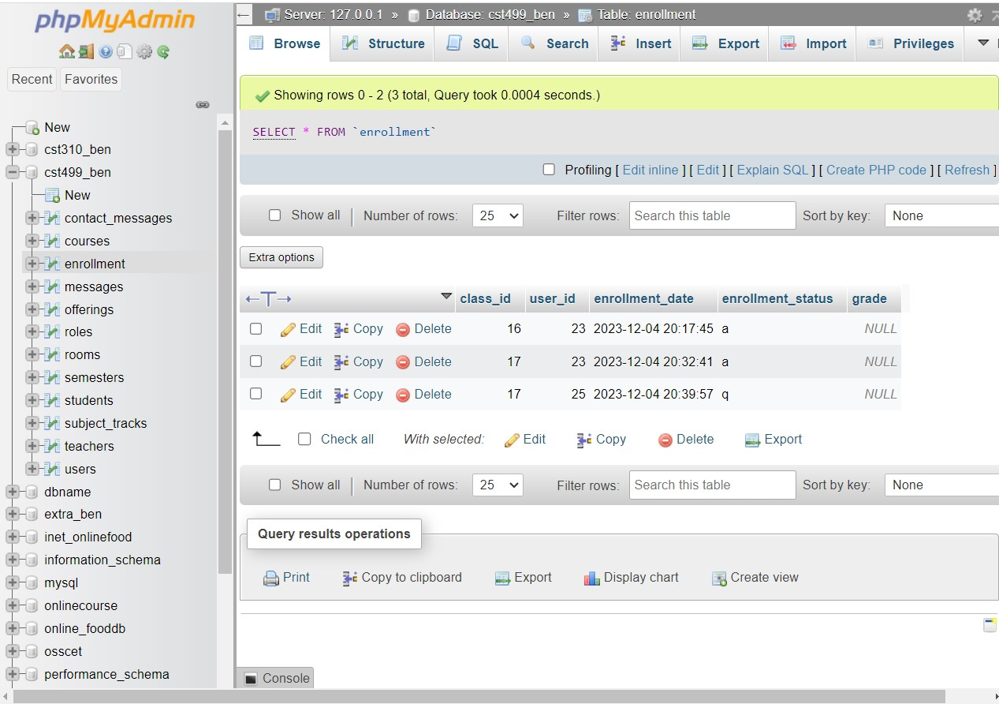 phpMyAdmin
Recent Favorites
New
cst310_ben
cst499_ben
New
contact_messages
courses
enrollment
messages
offerings
roles
rooms
semesters
students
subject_tracks
teachers
users
dbname
extra_ben
inet_onlinefood
information_schema
mysql
onlinecourse
online_fooddb
osscet
performance_schema
Server: 127.0.0.1 » Database: cst499_ben » Table: enrollment
Browse Structure SQL Search Insert Export Import Privileges
Showing rows 0 - 2 (3 total, Query took 0.0004 seconds.)
SELECT * FROM `enrollment`
Profiling [ Edit inline ] [ Edit ] [ Explain SQL ] [ Create PHP code ] [ Refresh ]
Show all Number of rows: 25 Filter rows: Search this table Sort by key: None
Extra options
←T→ class_id user_id enrollment_date enrollment_status grade
Edit Copy Delete 16 23 2023-12-04 20:17:45 a NULL
Edit Copy Delete 17 23 2023-12-04 20:32:41 a NULL
Edit Copy Delete 17 25 2023-12-04 20:39:57 q NULL
Check all With selected: Edit Copy Delete Export
Show all Number of rows: 25 Filter rows: Search this table Sort by key: None
Query results operations
Print Copy to clipboard Export Display chart Create view
Console